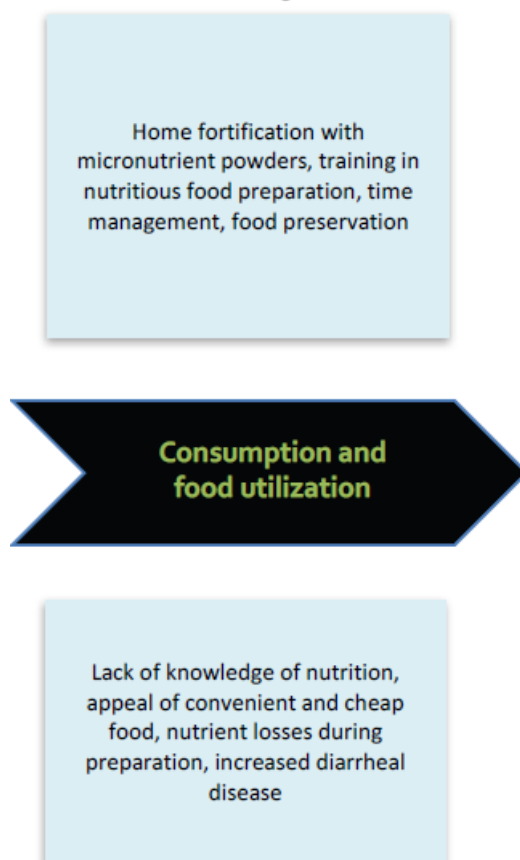 Home fortification with
micronutrient powders, training in
nutritious food preparation, time
management, food preservation
Consumption and
food utilization
Lack of knowledge of nutrition,
appeal of convenient and cheap
food, nutrient losses during
preparation, increased diarrheal
disease